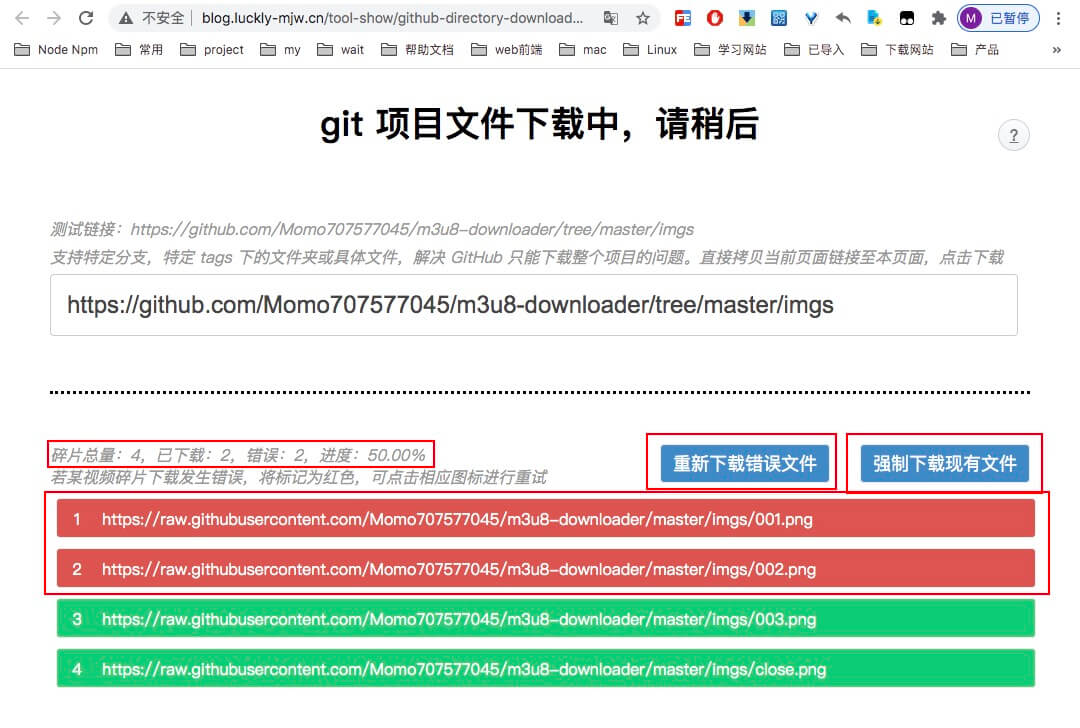 不安全 blog.luckly-mjw.cn/tool-show/github-directory-download...
M 已暂停
Node Npm 常用 project my wait 帮助文档 web前端 mac Linux 学习网站 已导入 下载网站 产品 »
git 项目文件下载中，请稍后
?
测试链接：https://github.com/Momo707577045/m3u8-downloader/tree/master/imgs
支持特定分支，特定 tags 下的文件夹或具体文件，解决 GitHub 只能下载整个项目的问题。直接拷贝当前页面链接至本页面，点击下载
https://github.com/Momo707577045/m3u8-downloader/tree/master/imgs
碎片总量：4，已下载：2，错误：2，进度：50.00%
若某视频碎片下载发生错误，将标记为红色，可点击相应图标进行重试
重新下载错误文件
强制下载现有文件
1 https://raw.githubusercontent.com/Momo707577045/m3u8-downloader/master/imgs/001.png
2 https://raw.githubusercontent.com/Momo707577045/m3u8-downloader/master/imgs/002.png
3 https://raw.githubusercontent.com/Momo707577045/m3u8-downloader/master/imgs/003.png
4 https://raw.githubusercontent.com/Momo707577045/m3u8-downloader/master/imgs/close.png